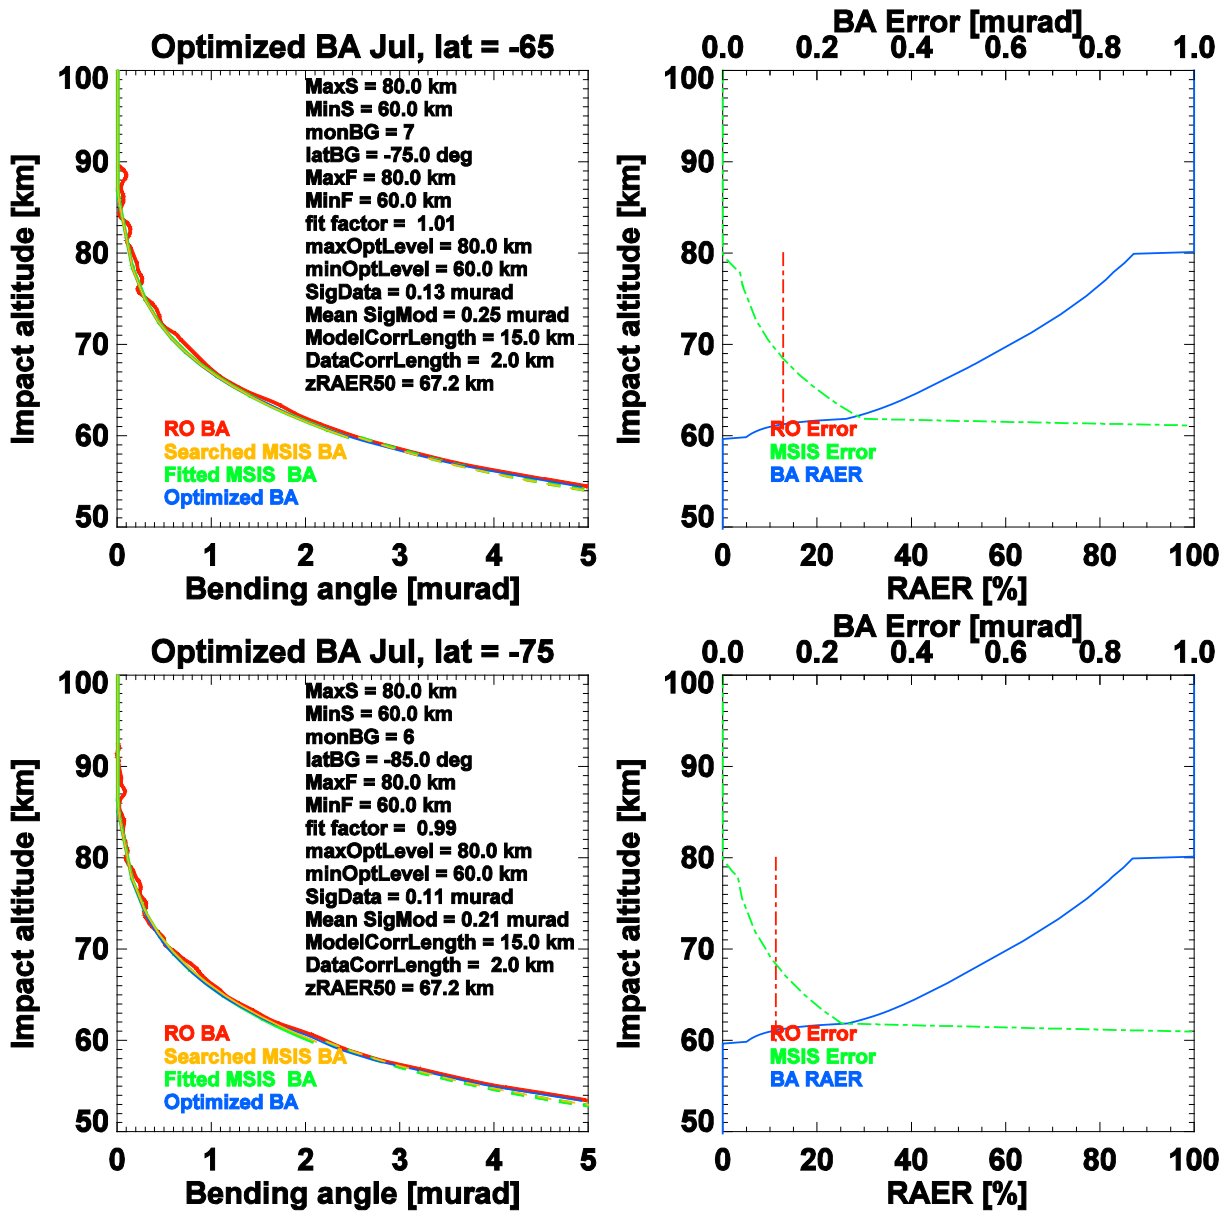 Optimized BA Jul, lat = -65
100
90
80
70
60
50
Impact altitude [km]
MaxS = 80.0 km
MinS = 60.0 km
monBG = 7
latBG = -75.0 deg
MaxF = 80.0 km
MinF = 60.0 km
fit factor =  1.01
maxOptLevel = 80.0 km
minOptLevel = 60.0 km
SigData = 0.13 murad
Mean SigMod = 0.25 murad
ModelCorrLength = 15.0 km
DataCorrLength =  2.0 km
zRAER50 = 67.2 km
RO BA
Searched MSIS BA
Fitted MSIS  BA
Optimized BA
0 1 2 3 4 5
Bending angle [murad]
BA Error [murad]
0.0 0.2 0.4 0.6 0.8 1.0
100
90
80
70
60
50
Impact altitude [km]
RO Error
MSIS Error
BA RAER
0 20 40 60 80 100
RAER [%]
Optimized BA Jul, lat = -75
100
90
80
70
60
50
Impact altitude [km]
MaxS = 80.0 km
MinS = 60.0 km
monBG = 6
latBG = -85.0 deg
MaxF = 80.0 km
MinF = 60.0 km
fit factor =  0.99
maxOptLevel = 80.0 km
minOptLevel = 60.0 km
SigData = 0.11 murad
Mean SigMod = 0.21 murad
ModelCorrLength = 15.0 km
DataCorrLength =  2.0 km
zRAER50 = 67.2 km
RO BA
Searched MSIS BA
Fitted MSIS  BA
Optimized BA
0 1 2 3 4 5
Bending angle [murad]
BA Error [murad]
0.0 0.2 0.4 0.6 0.8 1.0
100
90
80
70
60
50
Impact altitude [km]
RO Error
MSIS Error
BA RAER
0 20 40 60 80 100
RAER [%]